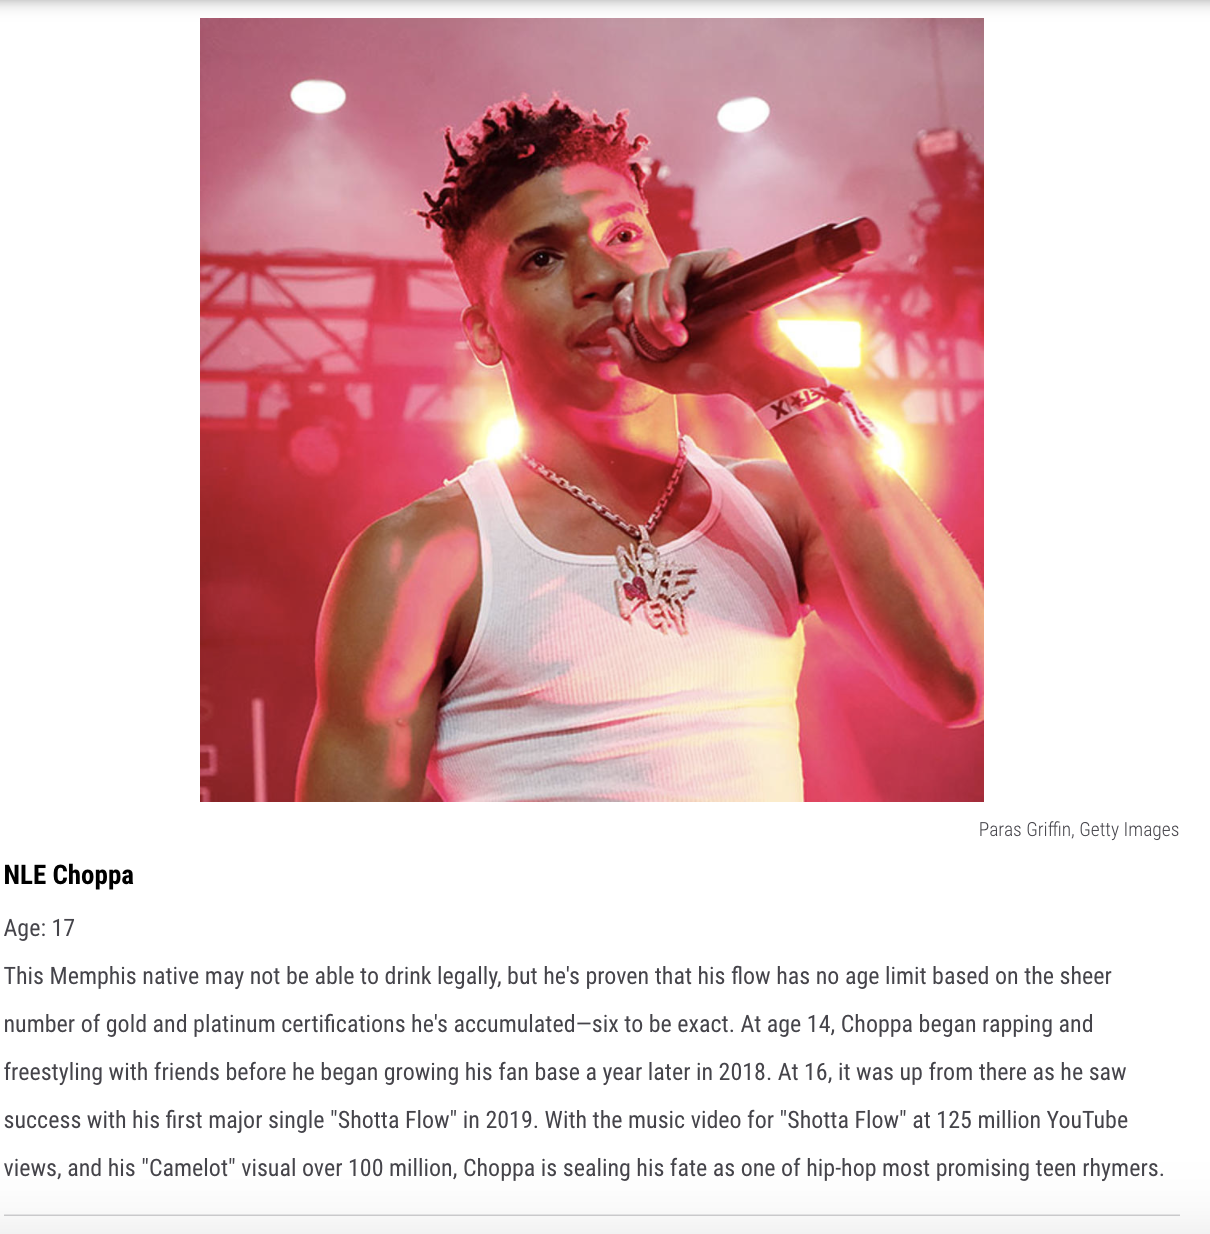 NO
LOVE
ENT
Paras Griffin, Getty Images
NLE Choppa
Age: 17
This Memphis native may not be able to drink legally, but he's proven that his flow has no age limit based on the sheer
number of gold and platinum certifications he's accumulated—six to be exact. At age 14, Choppa began rapping and
freestyling with friends before he began growing his fan base a year later in 2018. At 16, it was up from there as he saw
success with his first major single "Shotta Flow" in 2019. With the music video for "Shotta Flow" at 125 million YouTube
views, and his "Camelot" visual over 100 million, Choppa is sealing his fate as one of hip-hop most promising teen rhymers.